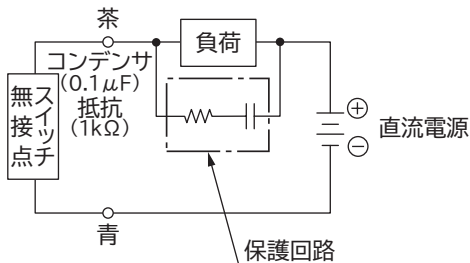 茶
負荷
コンデンサ
(0.1μF)
抵抗
(1kΩ)
無接点
スイッチ
⊕
⊖
直流電源
青
保護回路